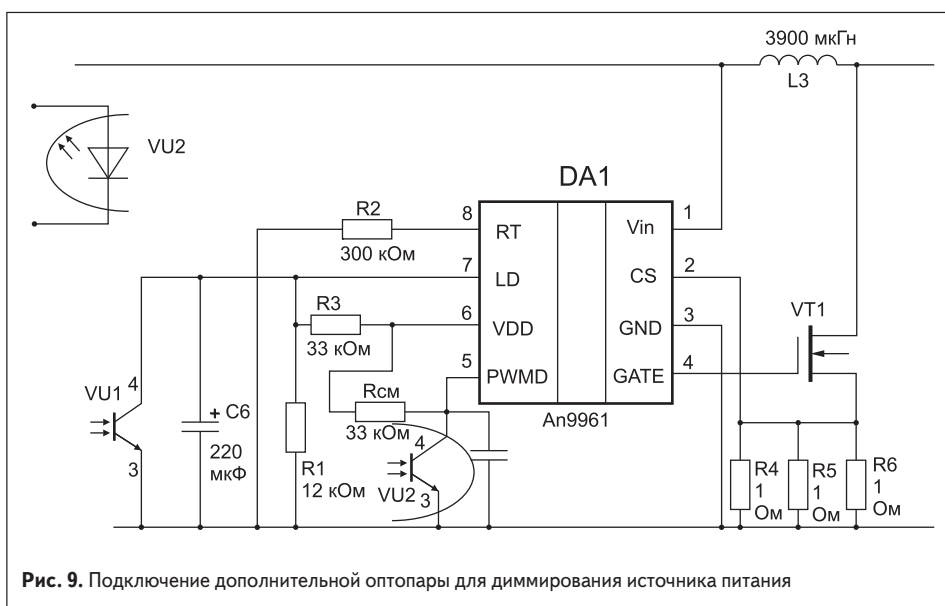 3900 мкГн
L3
VU2
DA1
R2
8
RT
Vin
1
300 кОм
7
LD
CS
2
R3
6
VDD
GND
3
VT1
33 кОм
5
PWMD
GATE
4
VU1
4
+ C6
Rсм
An9961
33 кОм
4
220
мкФ
R1
12 кОм
VU2
3
3
R4
1
Ом
R5
1
Ом
R6
1
Ом
Рис. 9. Подключение дополнительной оптопары для диммирования источника питания